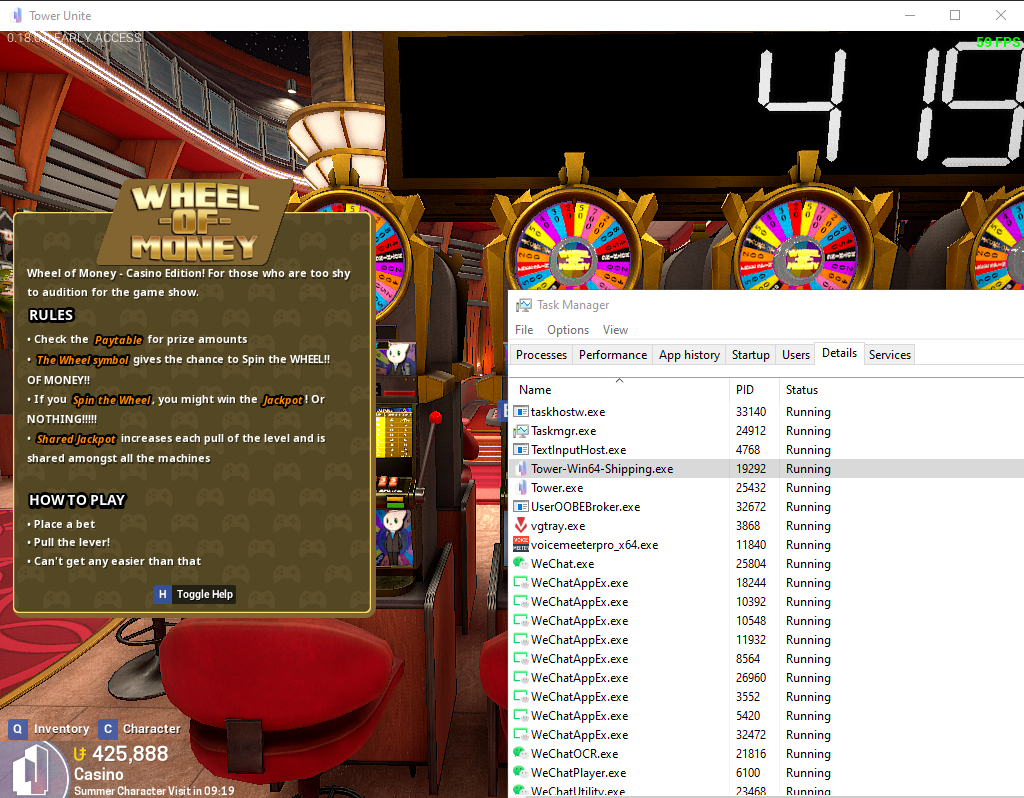 Tower Unite
0.18.5.0 EARLY ACCESS
59 FPS
419
WHEEL
-OF-
MONEY
Wheel of Money - Casino Edition! For those who are too shy
to audition for the game show.
RULES
• Check the Paytable for prize amounts
• The Wheel symbol gives the chance to Spin the WHEEL!!
OF MONEY!!
• If you Spin the Wheel, you might win the Jackpot! Or
NOTHING!!!!!
• Shared Jackpot increases each pull of the level and is
shared amongst all the machines
HOW TO PLAY
• Place a bet
• Pull the lever!
• Can't get any easier than that
H Toggle Help
Q Inventory C Character
425,888
Casino
Summer Character Visit in 09:19
Task Manager
File Options View
Processes Performance App history Startup Users Details Services
Name PID Status
taskhostw.exe 33140 Running
Taskmgr.exe 24912 Running
TextInputHost.exe 4768 Running
Tower-Win64-Shipping.exe 19292 Running
Tower.exe 25432 Running
UserOOBEBroker.exe 32672 Running
vgtray.exe 3868 Running
voicemeeterpro_x64.exe 11840 Running
WeChat.exe 25804 Running
WeChatAppEx.exe 18244 Running
WeChatAppEx.exe 10392 Running
WeChatAppEx.exe 10548 Running
WeChatAppEx.exe 11932 Running
WeChatAppEx.exe 8564 Running
WeChatAppEx.exe 26960 Running
WeChatAppEx.exe 3552 Running
WeChatAppEx.exe 5420 Running
WeChatAppEx.exe 32472 Running
WeChatOCR.exe 21816 Running
WeChatPlayer.exe 6100 Running
WeChatUtility.exe 23468 Running